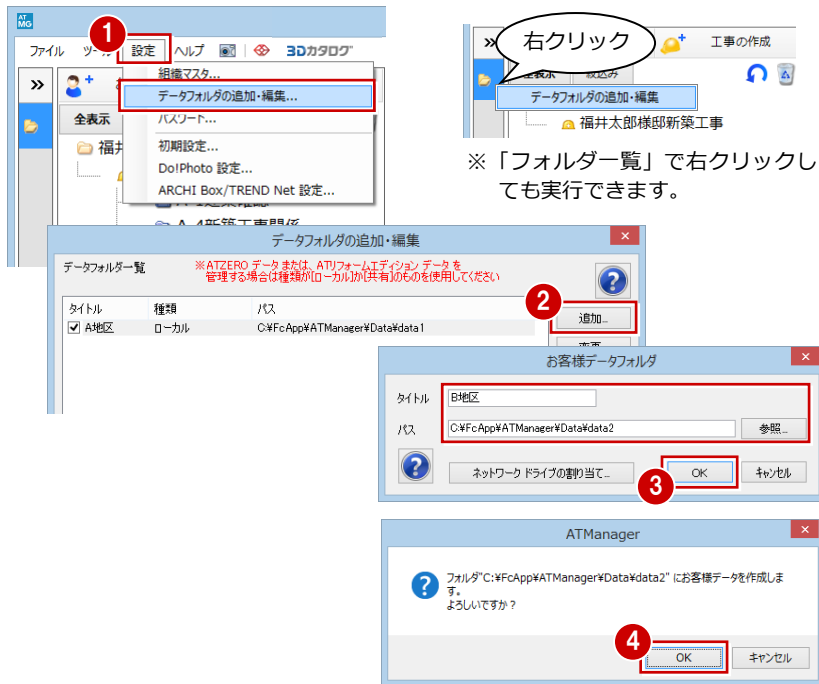 AT
MG
1
ファイル ツール 設定 ヘルプ 3Dカタログ
組織マスタ...
データフォルダの追加・編集...
パスワード...
初期設定...
Do!Photo 設定...
ARCHI Box/TREND Net 設定...
全表示
福井
右クリック
工事の作成
全表示 絞込み
データフォルダの追加・編集
福井太郎様邸新築工事
※「フォルダ一覧」で右クリックし
ても実行できます。
データフォルダの追加・編集
データフォルダ一覧
※ATZERO データ または、ATリフォームエディション データ を
管理する場合は種類が[ローカル]か[共有]のものを使用してください
タイトル 種類 パス
A地区 ローカル C:¥FcApp¥ATManager¥Data¥data1
2
追加...
変更
お客様データフォルダ
タイトル B地区
パス C:¥FcApp¥ATManager¥Data¥data2 参照...
ネットワーク ドライブの割り当て... OK キャンセル
3
ATManager
フォルダ"C:¥FcApp¥ATManager¥Data¥data2" にお客様データを作成しま
す。
よろしいですか？
4
OK キャンセル